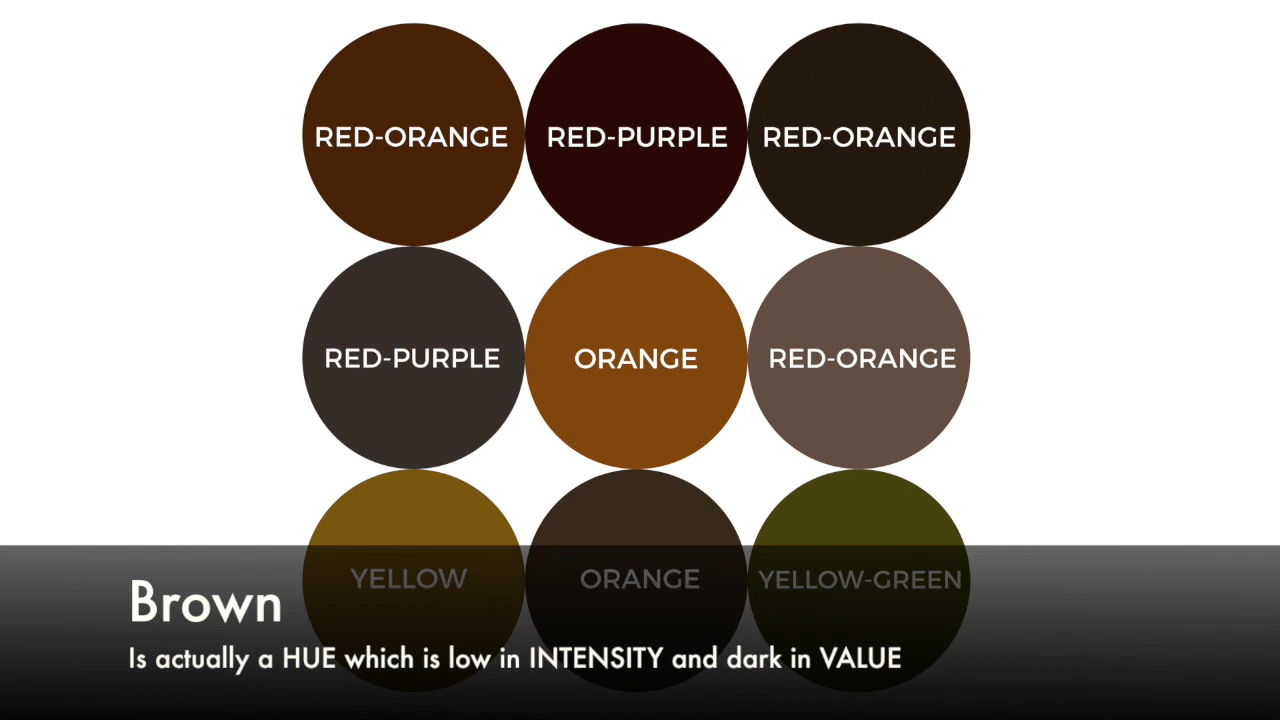 RED-ORANGE RED-PURPLE RED-ORANGE
RED-PURPLE ORANGE RED-ORANGE
YELLOW ORANGE YELLOW-GREEN
Brown
Is actually a HUE which is low in INTENSITY and dark in VALUE